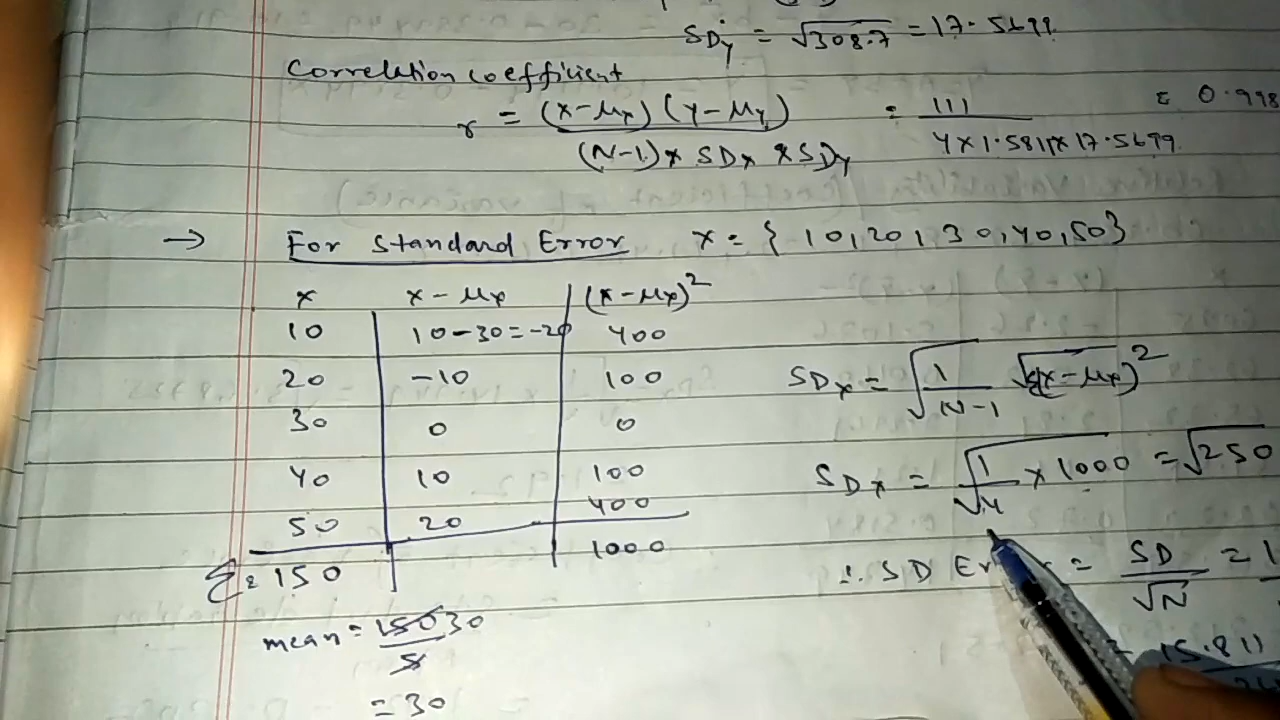 SDy = √308.7 = 17.5699
Correlation coefficient
r = (x-μx) (y-μy) / (N-1) x SDx x SDy = 111 / 4x1.5811x17.5699 = 0.998
→ For Standard Error x = { 10, 20, 30, 40, 50}
x x-μx (x-μx)²
10 10-30=-20 400
20 -10 100
30 0 0
40 10 100
50 20 400
Σ = 150 1000
mean = 150 30 / 5
= 30
SDx = √1/N-1 √Σ(x-μx)²
SDx = √1/√4 x 1000 = √250
∴ SD = SD/√N = 1
= 15.811